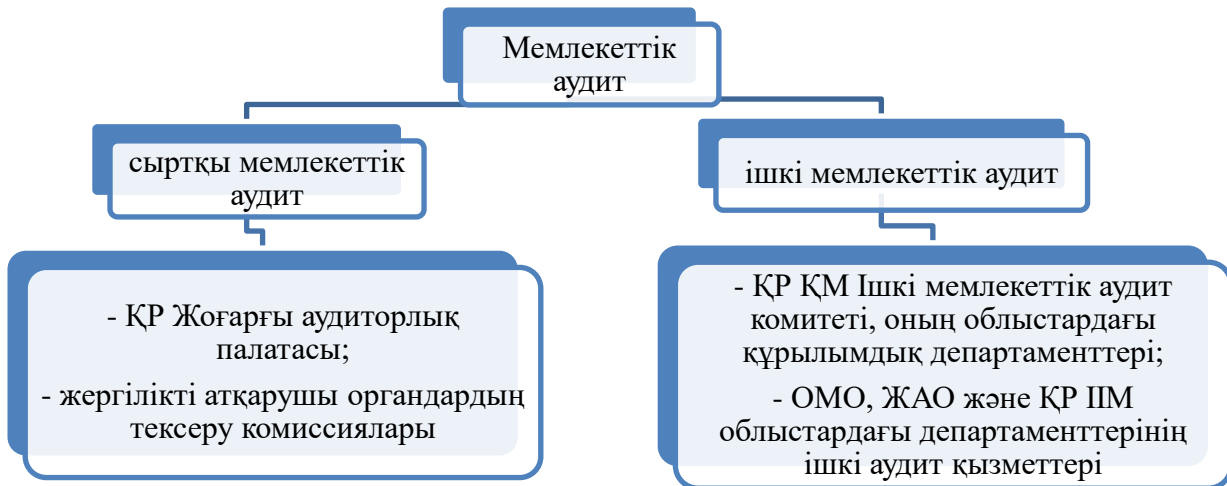 Мемлекеттік
аудит
сыртқы мемлекеттік
аудит
ішкі мемлекеттік аудит
- ҚР Жоғарғы аудиторлық
палатасы;
- жергілікті атқарушы органдардың
тексеру комиссиялары
- ҚР ҚМ Ішкі мемлекеттік аудит
комитеті, оның облыстардағы
құрылымдық департаменттері;
- ОМО, ЖАО және ҚР ІІМ
облыстардағы департаменттерінің
ішкі аудит қызметтері